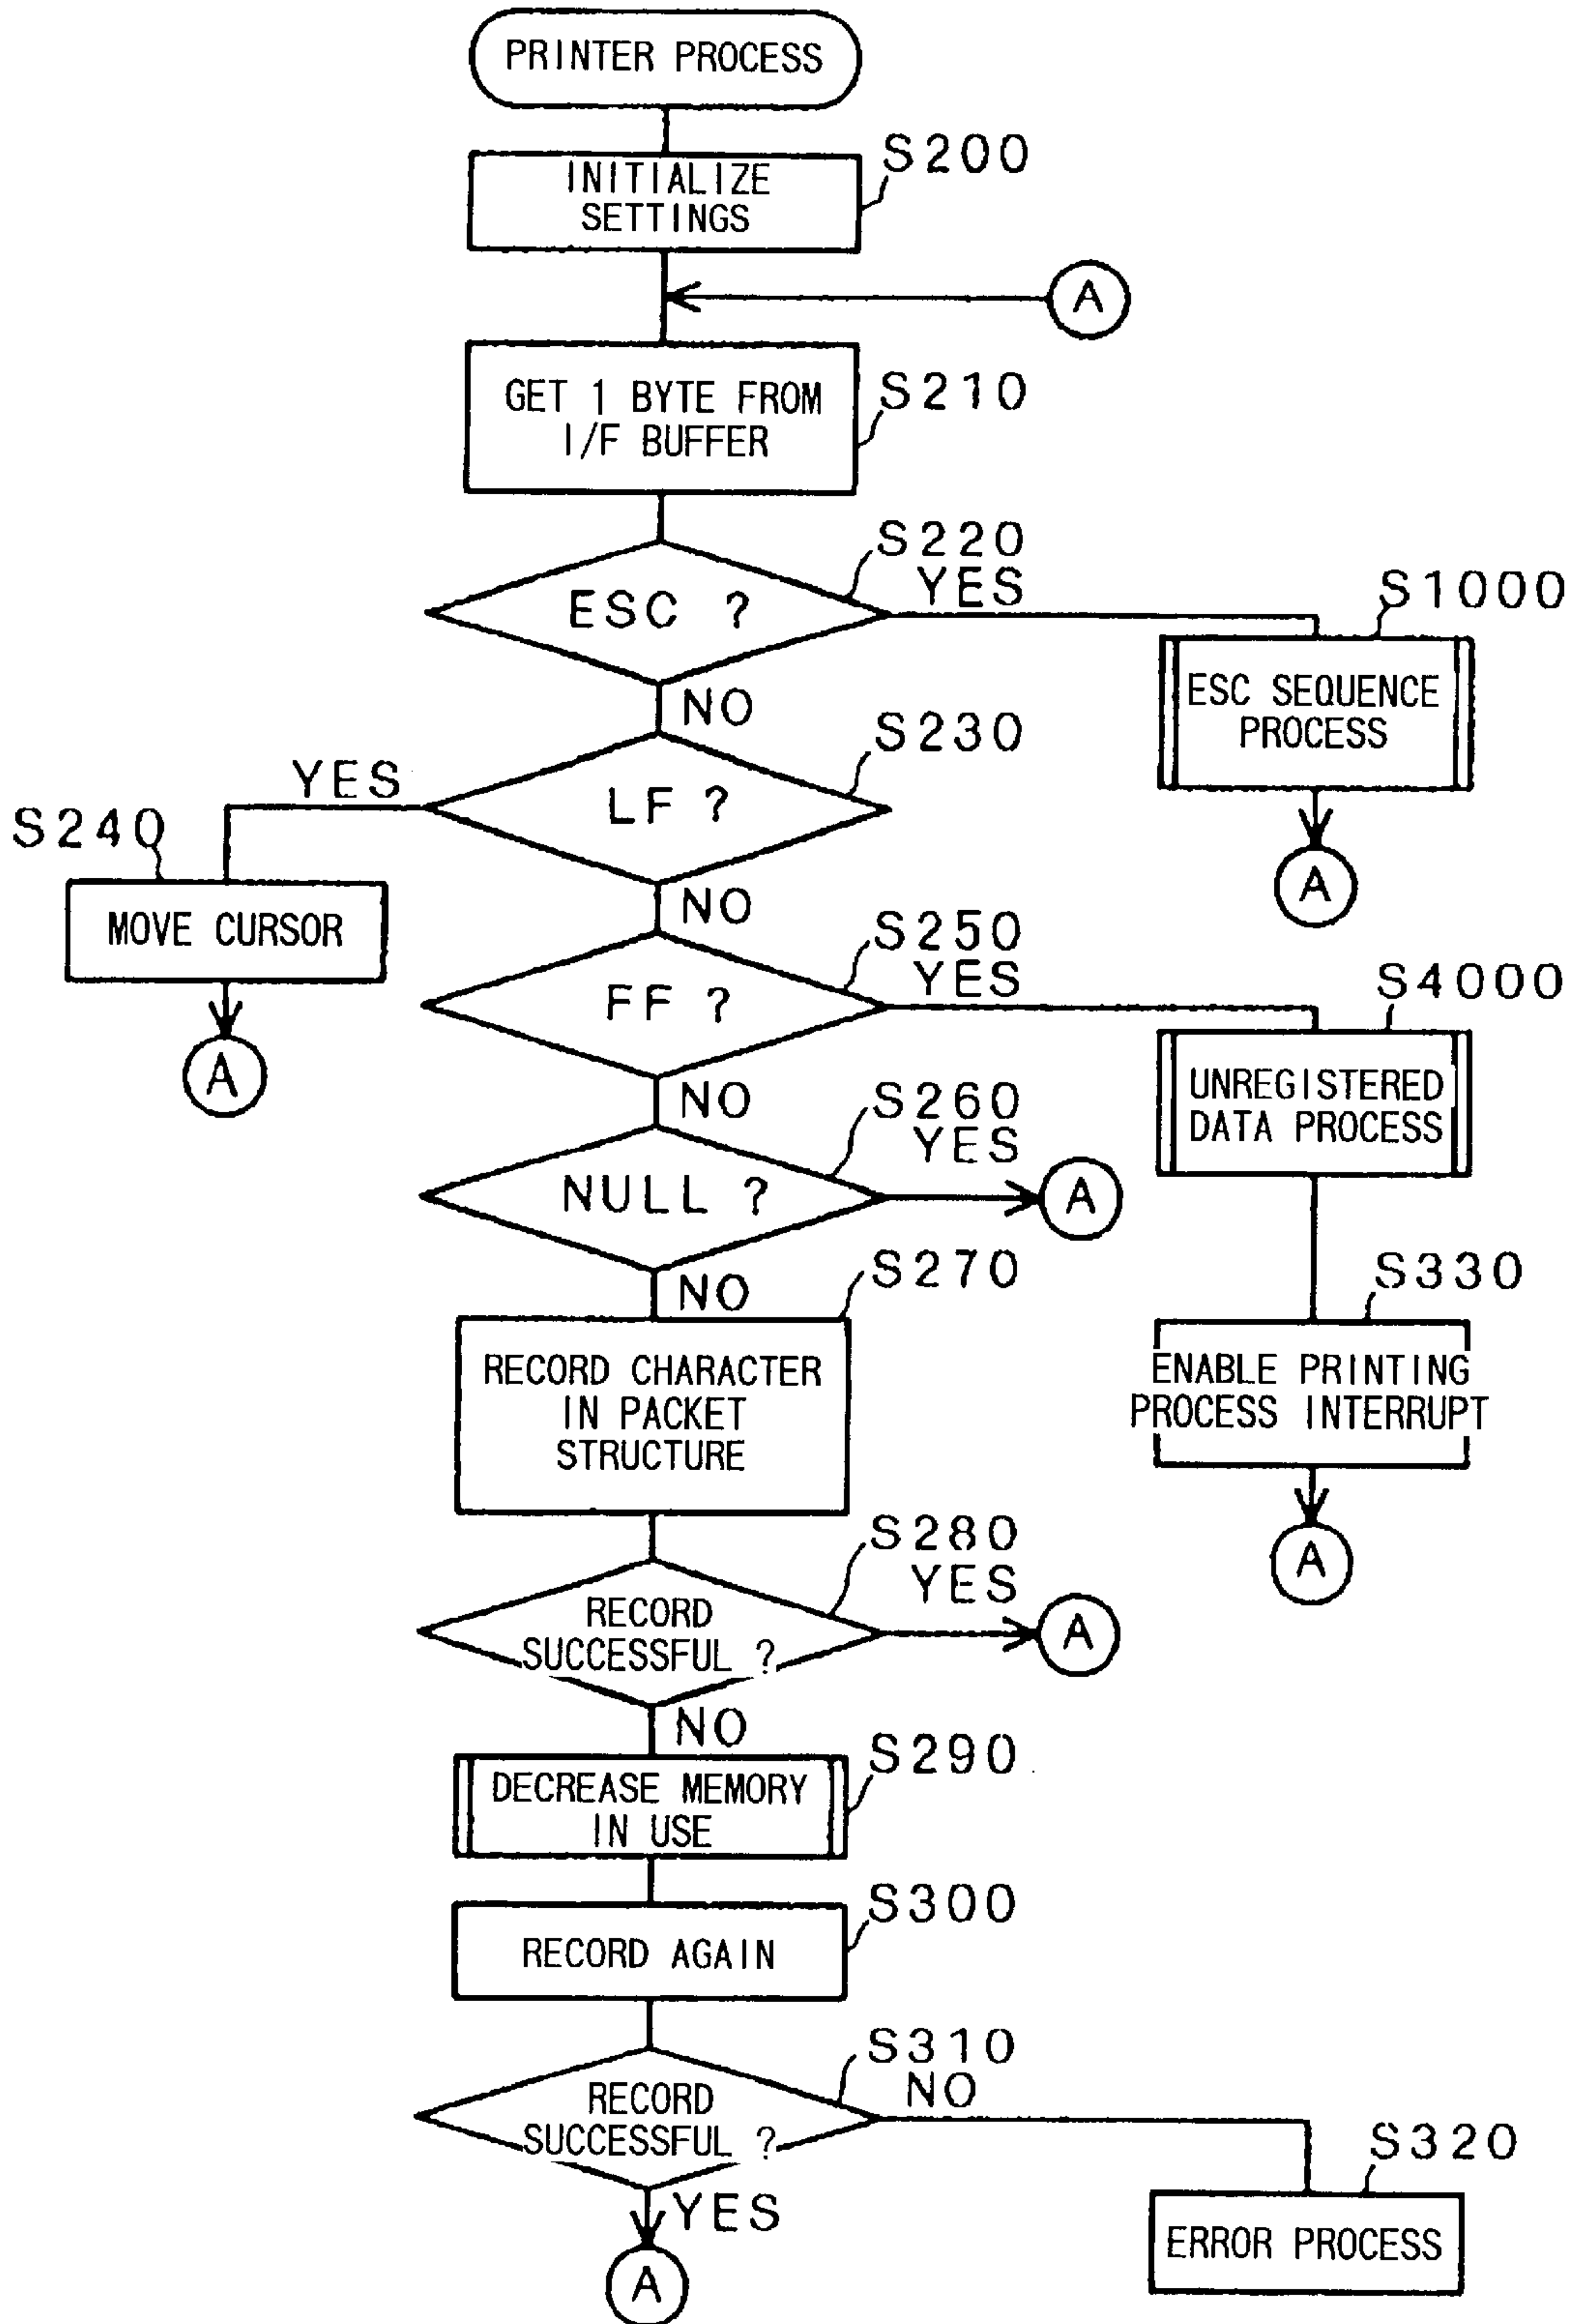 PRINTER PROCESS
S200
INITIALIZE
SETTINGS
A
GET 1 BYTE FROM
I/F BUFFER
S210
S220
ESC ?
YES
S1000
ESC SEQUENCE
PROCESS
A
NO
S230
LF ?
YES
S240
MOVE CURSOR
A
NO
S250
FF ?
YES
S4000
UNREGISTERED
DATA PROCESS
NO
S260
NULL ?
YES
A
S330
ENABLE PRINTING
PROCESS INTERRUPT
A
NO
S270
RECORD CHARACTER
IN PACKET
STRUCTURE
S280
RECORD
SUCCESSFUL ?
YES
A
NO
S290
DECREASE MEMORY
IN USE
S300
RECORD AGAIN
S310
RECORD
SUCCESSFUL ?
NO
S320
ERROR PROCESS
YES
A